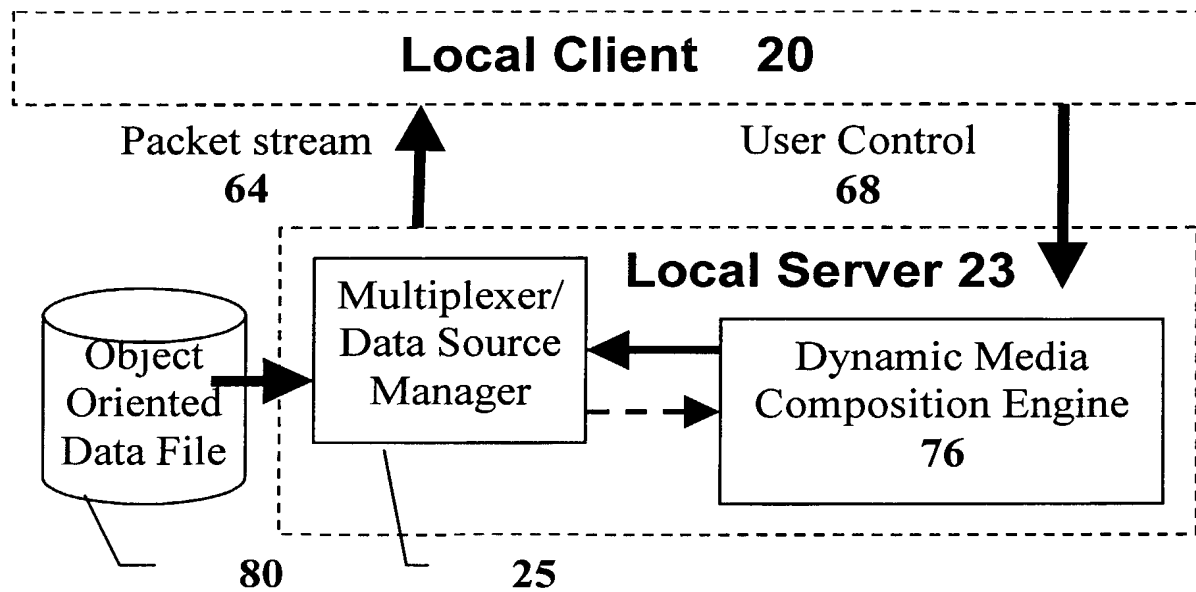 Local Client 20
Packet stream
64
User Control
68
Local Server 23
Multiplexer/
Data Source
Manager
Object
Oriented
Data File
Dynamic Media
Composition Engine
76
80
25